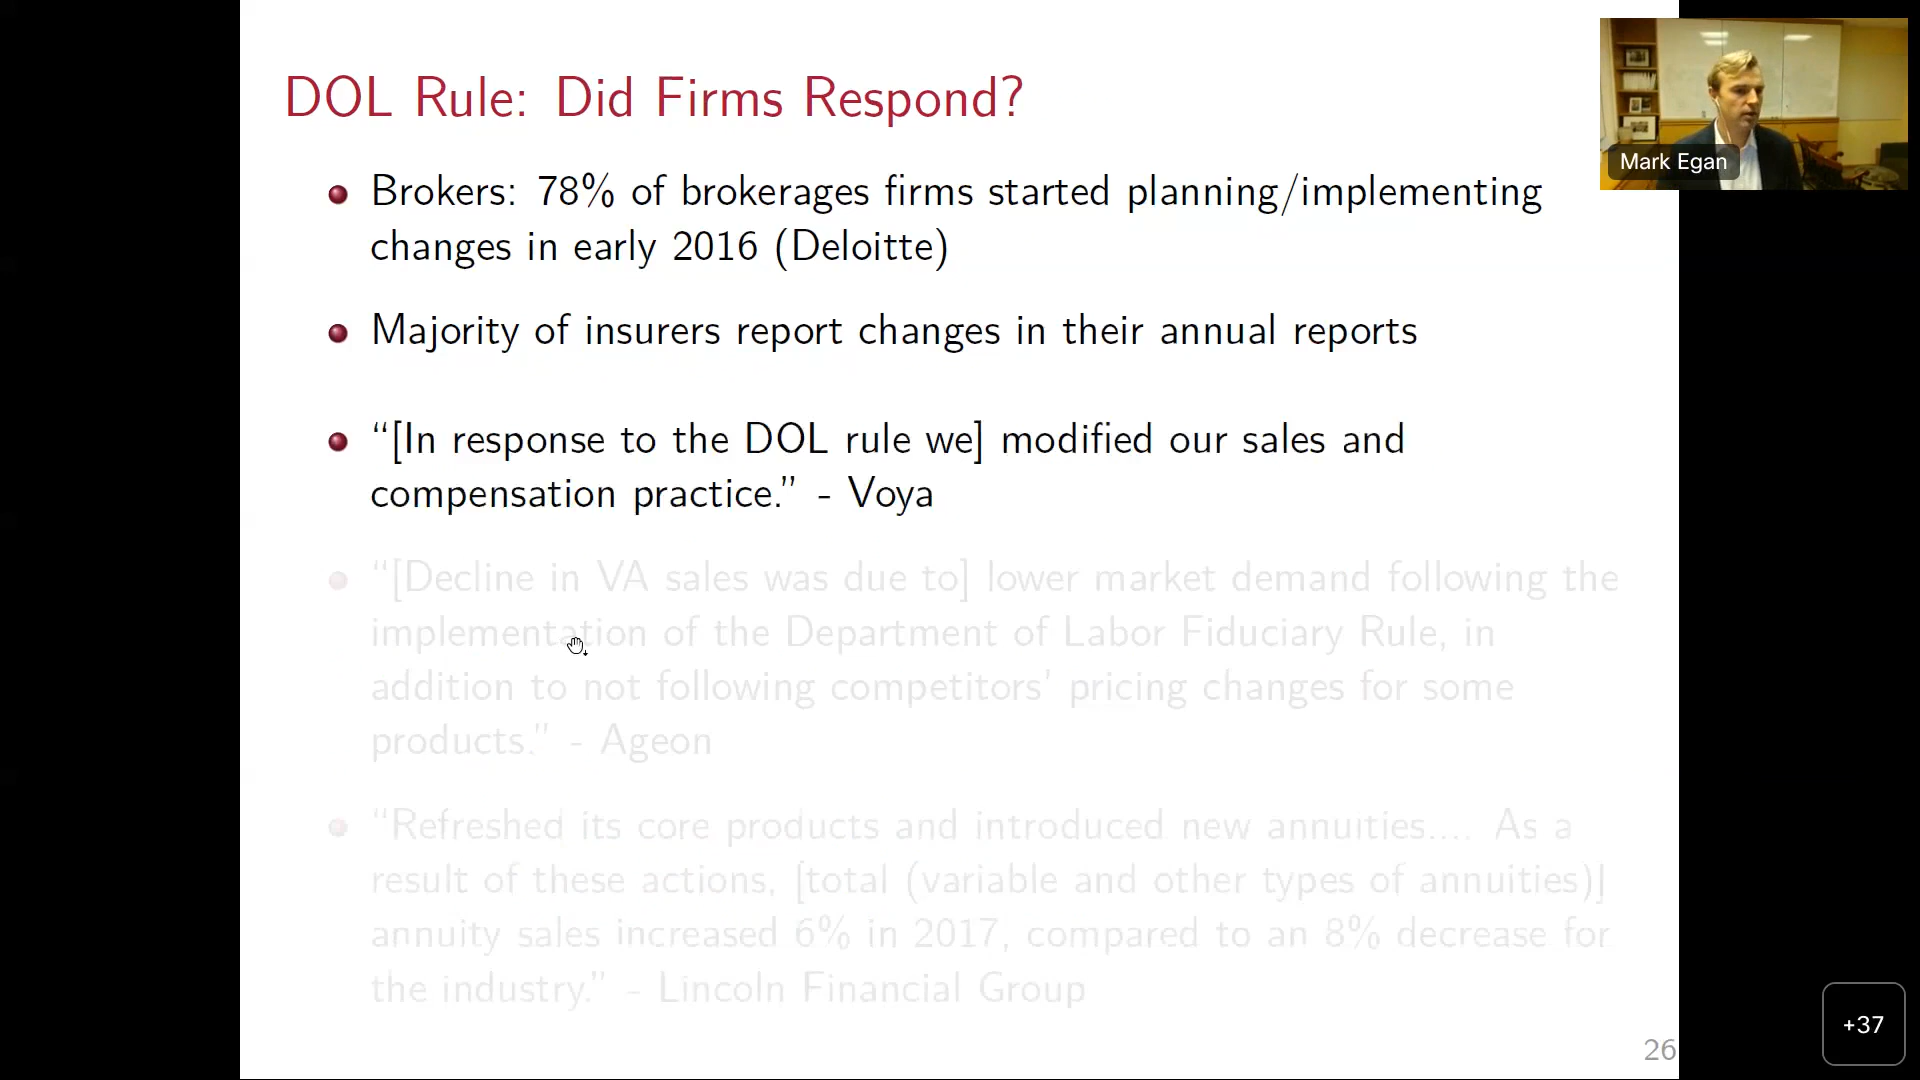 DOL Rule: Did Firms Respond?
Mark Egan
Brokers: 78% of brokerages firms started planning/implementing
changes in early 2016 (Deloitte)
Majority of insurers report changes in their annual reports
“[In response to the DOL rule we] modified our sales and
compensation practice.” - Voya
“[Decline in VA sales was due to] lower market demand following the
implementation of the Department of Labor Fiduciary Rule, in
addition to not following competitors’ pricing changes for some
products.” - Ageon
“Refreshed its core products and introduced new annuities.... As a
result of these actions, [total (variable and other types of annuities)]
annuity sales increased 6% in 2017, compared to an 8% decrease for
the industry.” - Lincoln Financial Group
+37
26